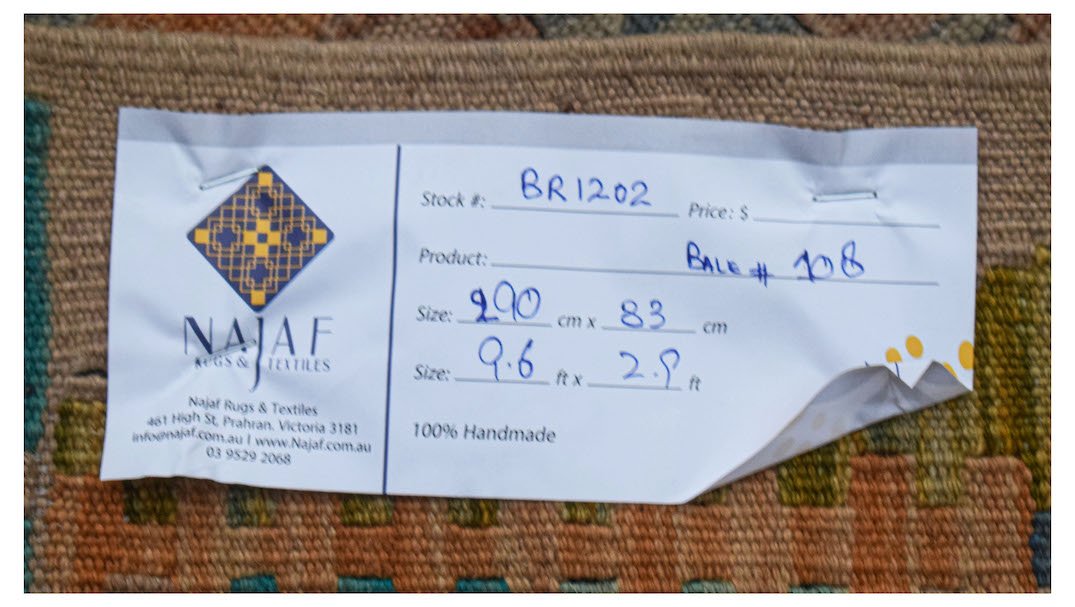 NAJAF
RUGS & TEXTILES
Najaf Rugs & Textiles
461 High St, Prahran. Victoria 3181
info@najaf.com.au | www.Najaf.com.au
03 9529 2068
Stock #: BR1202 Price: $
Product: BALE # 108
Size: 290 cm x 83 cm
Size: 9.6 ft x 2.9 ft
100% Handmade